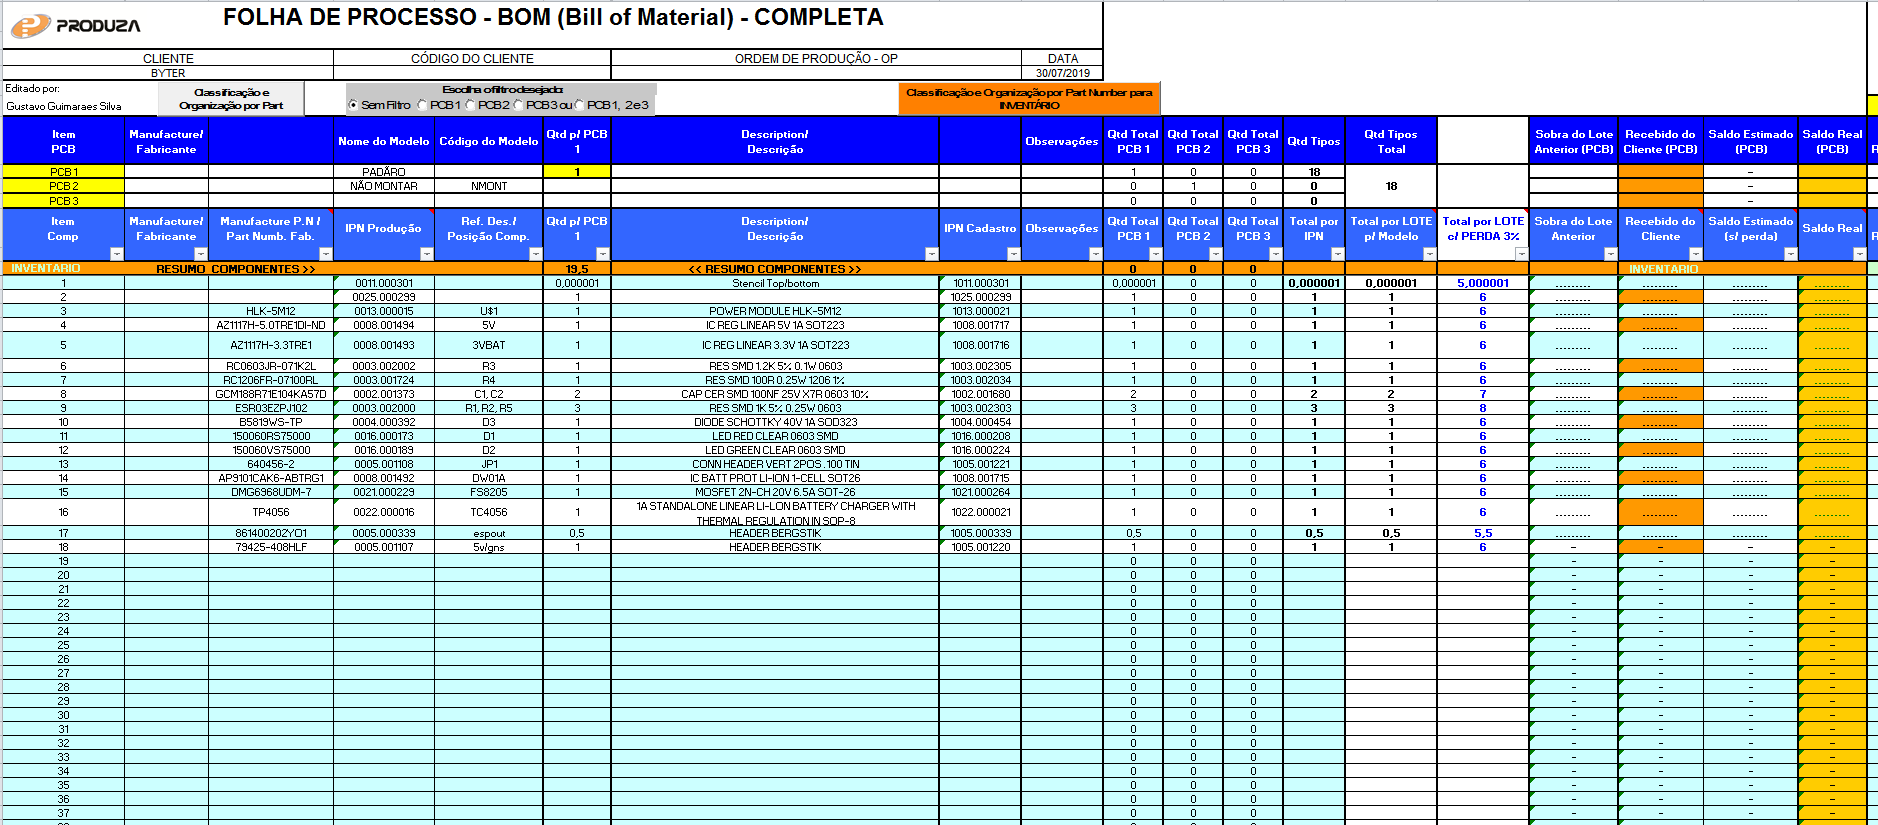 PRODUZA
FOLHA DE PROCESSO - BOM (Bill of Material) - COMPLETA
CLIENTE CÓDIGO DO CLIENTE ORDEM DE PRODUÇÃO - OP DATA
BYTER 30/07/2019
Editado por:
Gustavo Guimaraes Silva
Classificação e
Organização por Part
Escolha o filtro desejado:
Sem Filtro PCB 1 PCB 2 PCB 3 ou PCB 1, 2 e 3
Classificação e Organização por Part Number para
INVENTÁRIO
Item PCB Manufacture/ Fabricante Nome do Modelo Código do Modelo Qtd p/ PCB 1 Description/ Descrição Observações Qtd Total PCB 1 Qtd Total PCB 2 Qtd Total PCB 3 Qtd Tipos Qtd Tipos Total Sobra do Lote Anterior (PCB) Recebido do Cliente (PCB) Saldo Estimado (PCB) Saldo Real (PCB) R
PCB 1 PADÃRO 1 1 0 0 18 –
PCB 2 NÃO MONTAR NMONT 0 1 0 0 18 –
PCB 3 0 0 0 0 –
Item Comp Manufacture/ Fabricante Manufacture P.N / Part Numb. Fab. IPN Produção Ref. Des./ Posição Comp. Qtd p/ PCB 1 Description/ Descrição IPN Cadastro Observações Qtd Total PCB 1 Qtd Total PCB 2 Qtd Total PCB 3 Total por IPN Total por LOTE p/ Modelo Total por LOTE c/ PERDA 3% Sobra do Lote Anterior Recebido do Cliente Saldo Estimado (s/ perda) Saldo Real R
INVENTARIO RESUMO COMPONENTES >> 19,5 << RESUMO COMPONENTES >> 0 0 0 INVENTARIO
1 0011.000301 0,000001 Stencil Top/bottom 1011.000301 0,000001 0 0 0,000001 0,000001 5,000001 ......... ......... ......... .........
2 0025.000299 1 1025.000299 1 0 0 1 1 6 ......... ......... ......... .........
3 HLK-5M12 0013.000015 U$1 1 POWER MODULE HLK-5M12 1013.000021 1 0 0 1 1 6 ......... ......... ......... .........
4 AZ1117H-5.0TRE1DI-ND 0008.001494 5V 1 IC REG LINEAR 5V 1A SOT223 1008.001717 1 0 0 1 1 6 ......... ......... ......... .........
5 AZ1117H-3.3TRE1 0008.001493 3VBAT 1 IC REG LINEAR 3.3V 1A SOT223 1008.001716 1 0 0 1 1 6 ......... ......... ......... .........
6 RC0603JR-071K2L 0003.002002 R3 1 RES SMD 1.2K 5% 0.1W 0603 1003.002305 1 0 0 1 1 6 ......... ......... ......... .........
7 RC1206FR-07100RL 0003.001724 R4 1 RES SMD 100R 0.25W 1206 1% 1003.002034 1 0 0 1 1 6 ......... ......... ......... .........
8 GCM188R71E104KA57D 0002.001373 C1, C2 2 CAP CER SMD 100NF 25V X7R 0603 10% 1002.001680 2 0 0 2 2 7 ......... ......... ......... .........
9 ESR03EZPJ102 0003.002000 R1, R2, R5 3 RES SMD 1K 5% 0.25W 0603 1003.002303 3 0 0 3 3 8 ......... ......... ......... .........
10 B5819WS-TP 0004.000392 D3 1 DIODE SCHOTTKY 40V 1A SOD323 1004.000454 1 0 0 1 1 6 ......... ......... ......... .........
11 150060RS75000 0016.000173 D1 1 LED RED CLEAR 0603 SMD 1016.000208 1 0 0 1 1 6 ......... ......... ......... .........
12 150060VS75000 0016.000189 D2 1 LED GREEN CLEAR 0603 SMD 1016.000224 1 0 0 1 1 6 ......... ......... ......... .........
13 640456-2 0005.001108 JP1 1 CONN HEADER VERT 2POS .100 TIN 1005.001221 1 0 0 1 1 6 ......... ......... ......... .........
14 AP9101CAK6-ABTRG1 0008.001492 DW01A 1 IC BATT PROT LI-ION 1-CELL SOT26 1008.001715 1 0 0 1 1 6 ......... ......... ......... .........
15 DMG6968UDM-7 0021.000229 FS8205 1 MOSFET 2N-CH 20V 6.5A SOT-26 1021.000264 1 0 0 1 1 6 ......... ......... ......... .........
16 TP4056 0022.000016 TC4056 1 1A STANDALONE LINEAR LI-LON BATTERY CHARGER WITH THERMAL REGULATION IN SOP-8 1022.000021 1 0 0 1 1 6 ......... ......... ......... .........
17 861400202YO1 0005.000339 espout 0,5 HEADER BERGSTIK 1005.000339 0,5 0 0 0,5 0,5 5,5 ......... ......... ......... .........
18 79425-408HLF 0005.001107 5v/gns 1 HEADER BERGSTIK 1005.001220 1 0 0 1 1 6 – – – –
19 0 0 0 – – – –
20 0 0 0 – – – –
21 0 0 0 – – – –
22 0 0 0 – – – –
23 0 0 0 – – – –
24 0 0 0 – – – –
25 0 0 0 – – – –
26 0 0 0 – – – –
27 0 0 0 – – – –
28 0 0 0 – – – –
29 0 0 0 – – – –
30 0 0 0 – – – –
31 0 0 0 – – – –
32 0 0 0 – – – –
33 0 0 0 – – – –
34 0 0 0 – – – –
35 0 0 0 – – – –
36 0 0 0 – – – –
37 0 0 0 – – – –